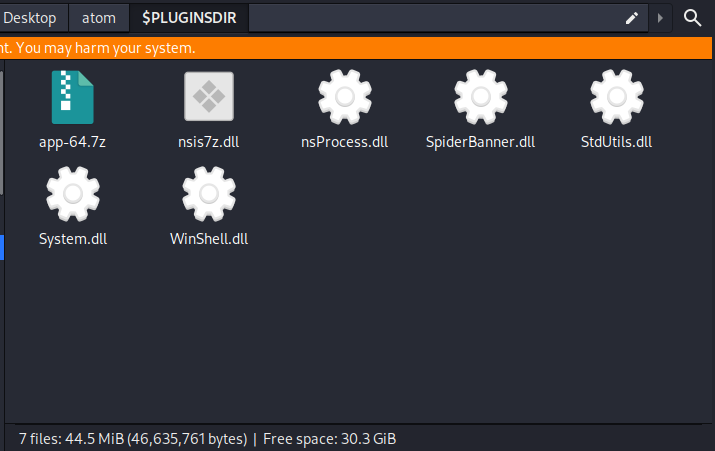 Desktop atom $PLUGINSDIR
nt. You may harm your system.
app-64.7z nsis7z.dll nsProcess.dll SpiderBanner.dll StdUtils.dll
System.dll WinShell.dll
7 files: 44.5 MiB (46,635,761 bytes) | Free space: 30.3 GiB